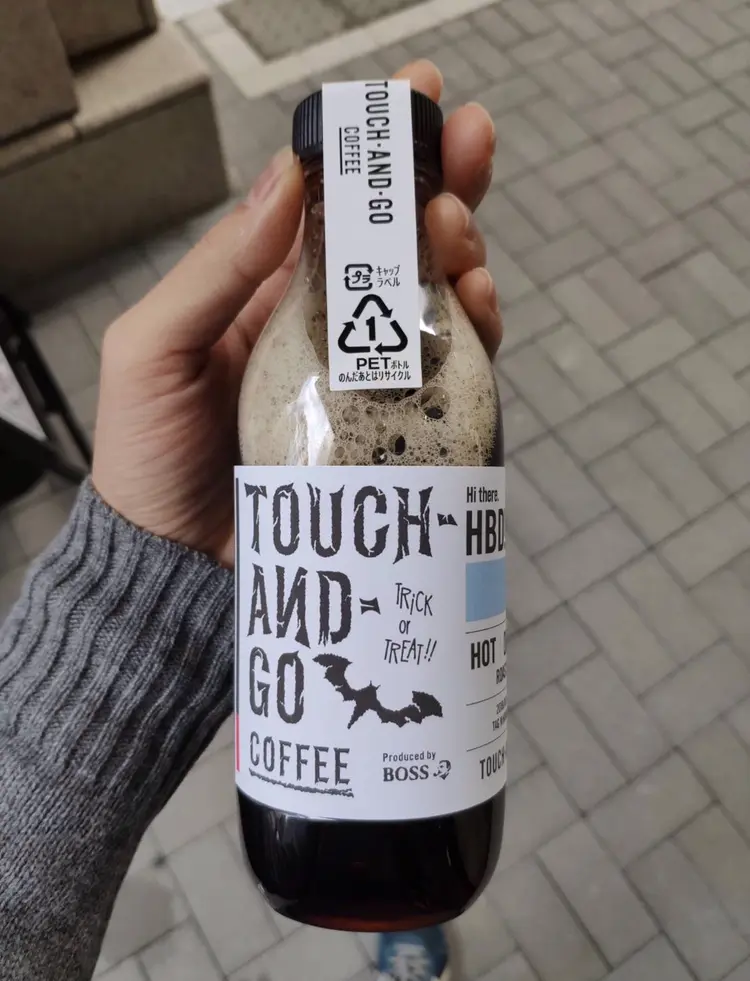 TOUCH-AND-GO
COFFEE
プラ
キャップ
ラベル
1
PETボトル
のんだあとはリサイクル
TOUCH-
AND-
GO
COFFEE
TRiCK
or
TREAT!!
Produced by
BOSS
Hi there.
HOT